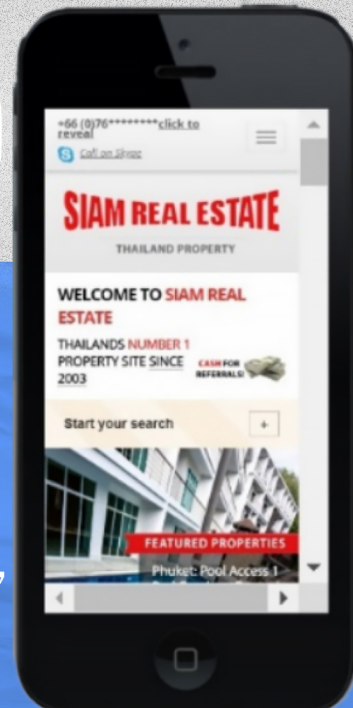 +66 (0)76********click to
reveal
Call on Skype
SIAM REAL ESTATE
THAILAND PROPERTY
WELCOME TO SIAM REAL
ESTATE
THAILANDS NUMBER 1
PROPERTY SITE SINCE
2003
CASH FOR
REFERRALS!
Start your search
+
FEATURED PROPERTIES
Phuket: Pool Access 1